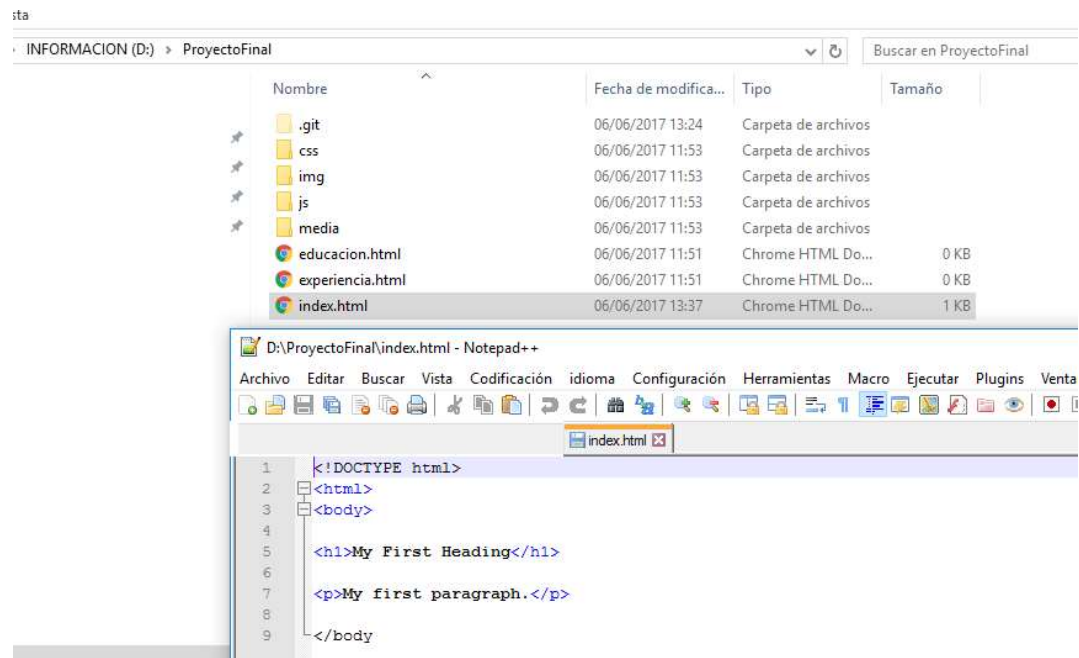 sta
INFORMACION (D:) > ProyectoFinal Buscar en ProyectoFinal
Nombre Fecha de modifica... Tipo Tamaño
.git 06/06/2017 13:24 Carpeta de archivos
css 06/06/2017 11:53 Carpeta de archivos
img 06/06/2017 11:53 Carpeta de archivos
js 06/06/2017 11:53 Carpeta de archivos
media 06/06/2017 11:53 Carpeta de archivos
educacion.html 06/06/2017 11:51 Chrome HTML Do... 0 KB
experiencia.html 06/06/2017 11:51 Chrome HTML Do... 0 KB
index.html 06/06/2017 13:37 Chrome HTML Do... 1 KB
D:\ProyectoFinal\index.html - Notepad++
Archivo Editar Buscar Vista Codificación idioma Configuración Herramientas Macro Ejecutar Plugins Venta
index.html
1 <!DOCTYPE html>
2 <html>
3 <body>
4
5 <h1>My First Heading</h1>
6
7 <p>My first paragraph.</p>
8
9 </body